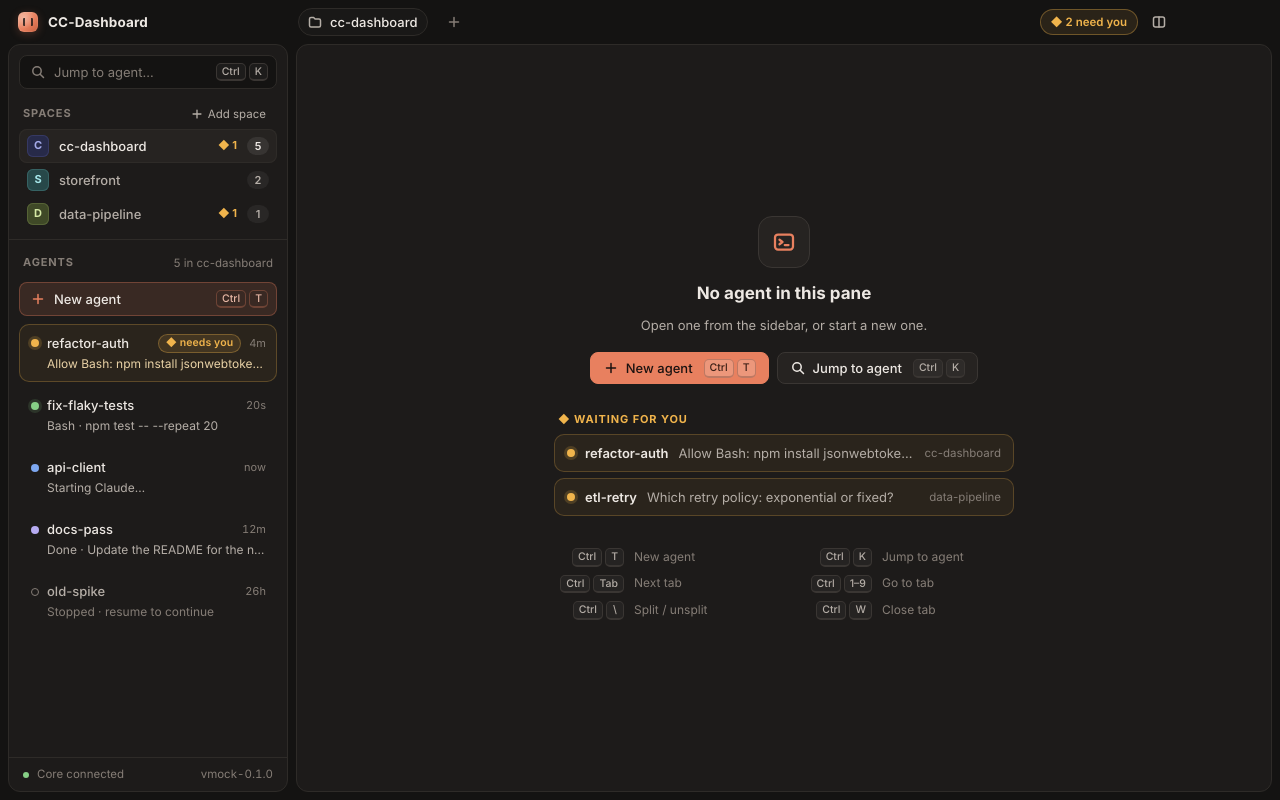 CC-Dashboard
cc-dashboard
2 need you
Jump to agent...
Ctrl K
SPACES
Add space
C cc-dashboard 1 5
S storefront 2
D data-pipeline 1 1
AGENTS
5 in cc-dashboard
New agent Ctrl T
refactor-auth needs you 4m
Allow Bash: npm install jsonwebtoke...
fix-flaky-tests 20s
Bash · npm test -- --repeat 20
api-client now
Starting Claude...
docs-pass 12m
Done · Update the README for the n...
old-spike 26h
Stopped · resume to continue
Core connected
vmock-0.1.0
No agent in this pane
Open one from the sidebar, or start a new one.
New agent Ctrl T
Jump to agent Ctrl K
WAITING FOR YOU
refactor-auth Allow Bash: npm install jsonwebtoke... cc-dashboard
etl-retry Which retry policy: exponential or fixed? data-pipeline
Ctrl T New agent
Ctrl K Jump to agent
Ctrl Tab Next tab
Ctrl 1–9 Go to tab
Ctrl \ Split / unsplit
Ctrl W Close tab